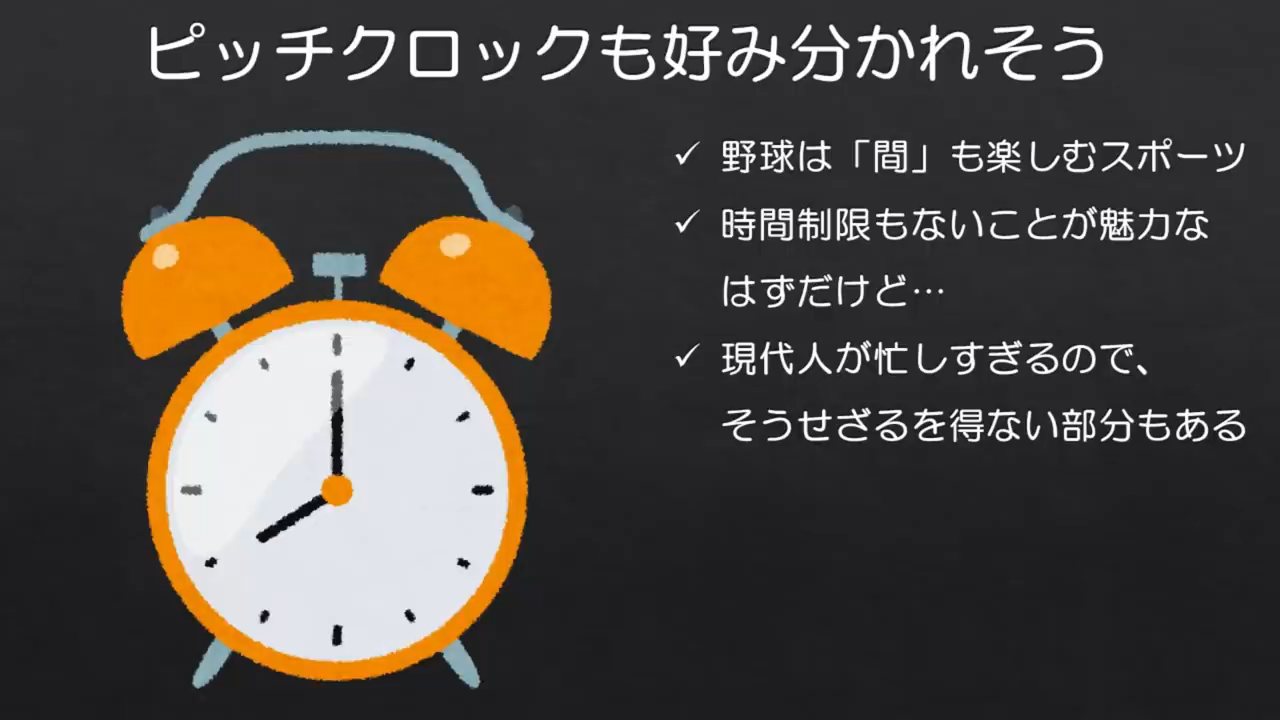 ピッチクロックも好み分かれそう
✓ 野球は「間」も楽しむスポーツ
✓ 時間制限もないことが魅力な
はずだけど…
✓ 現代人が忙しすぎるので、
そうせざるを得ない部分もある